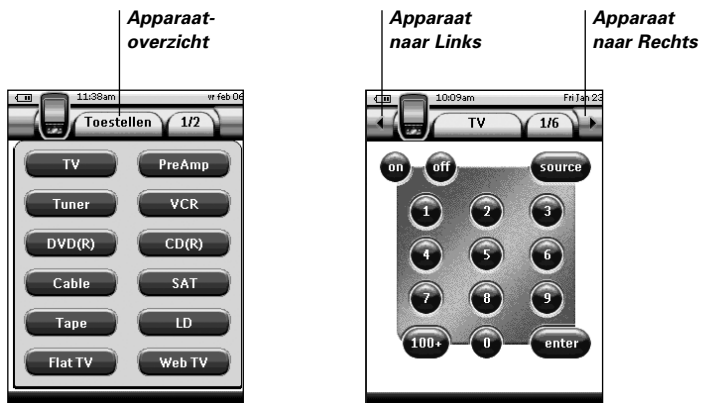 Apparaat-
overzicht
Apparaat
naar Links
Apparaat
naar Rechts
11:38am vr feb 06
Toestellen 1/2
TV PreAmp
Tuner VCR
DVD(R) CD(R)
Cable SAT
Tape LD
Flat TV Web TV
10:09am Fri Jan 23
TV 1/6
on off source
1 2 3
4 5 6
7 8 9
100+ 0 enter